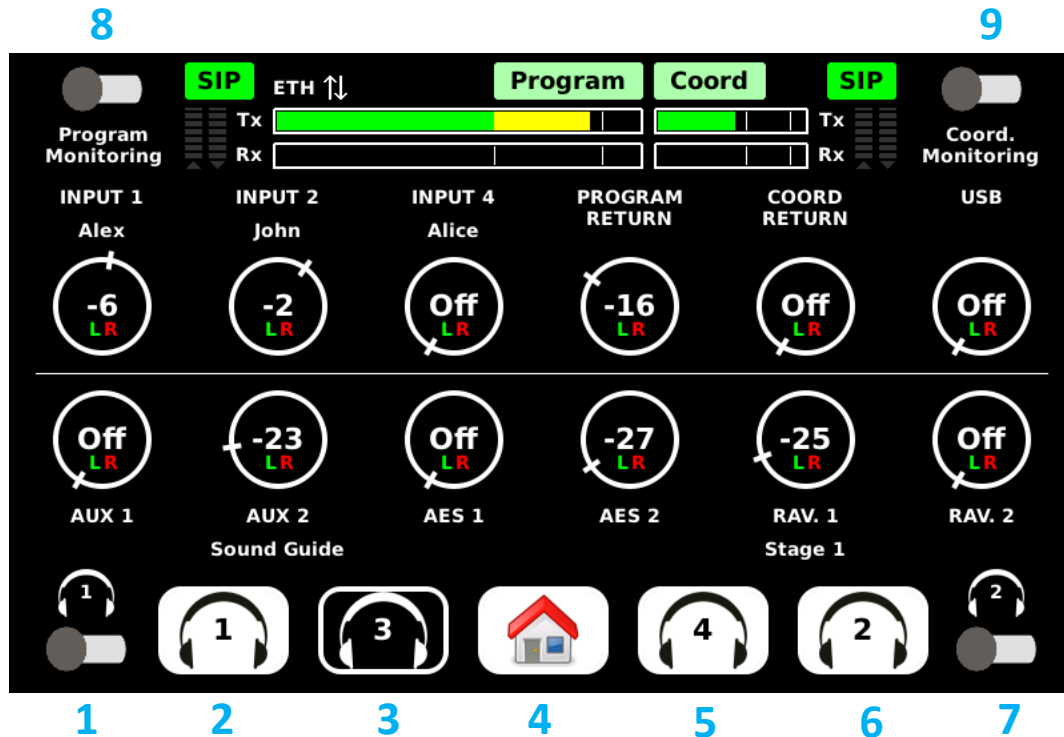 8 9
SIP ETH Program Coord SIP
Tx Tx
Rx Rx
Program
Monitoring
Coord.
Monitoring
INPUT 1 INPUT 2 INPUT 4 PROGRAM RETURN COORD RETURN USB
Alex John Alice
-6 -2 Off -16 Off Off
L R L R L R L R L R L R
Off -23 Off -27 -25 Off
L R L R L R L R L R L R
AUX 1 AUX 2 AES 1 AES 2 RAV. 1 RAV. 2
Sound Guide Stage 1
1 2
1 3 4 2
1 2 3 4 5 6 7